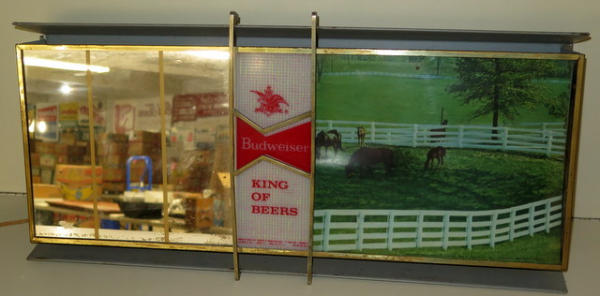 Budweiser
KING
OF
BEERS